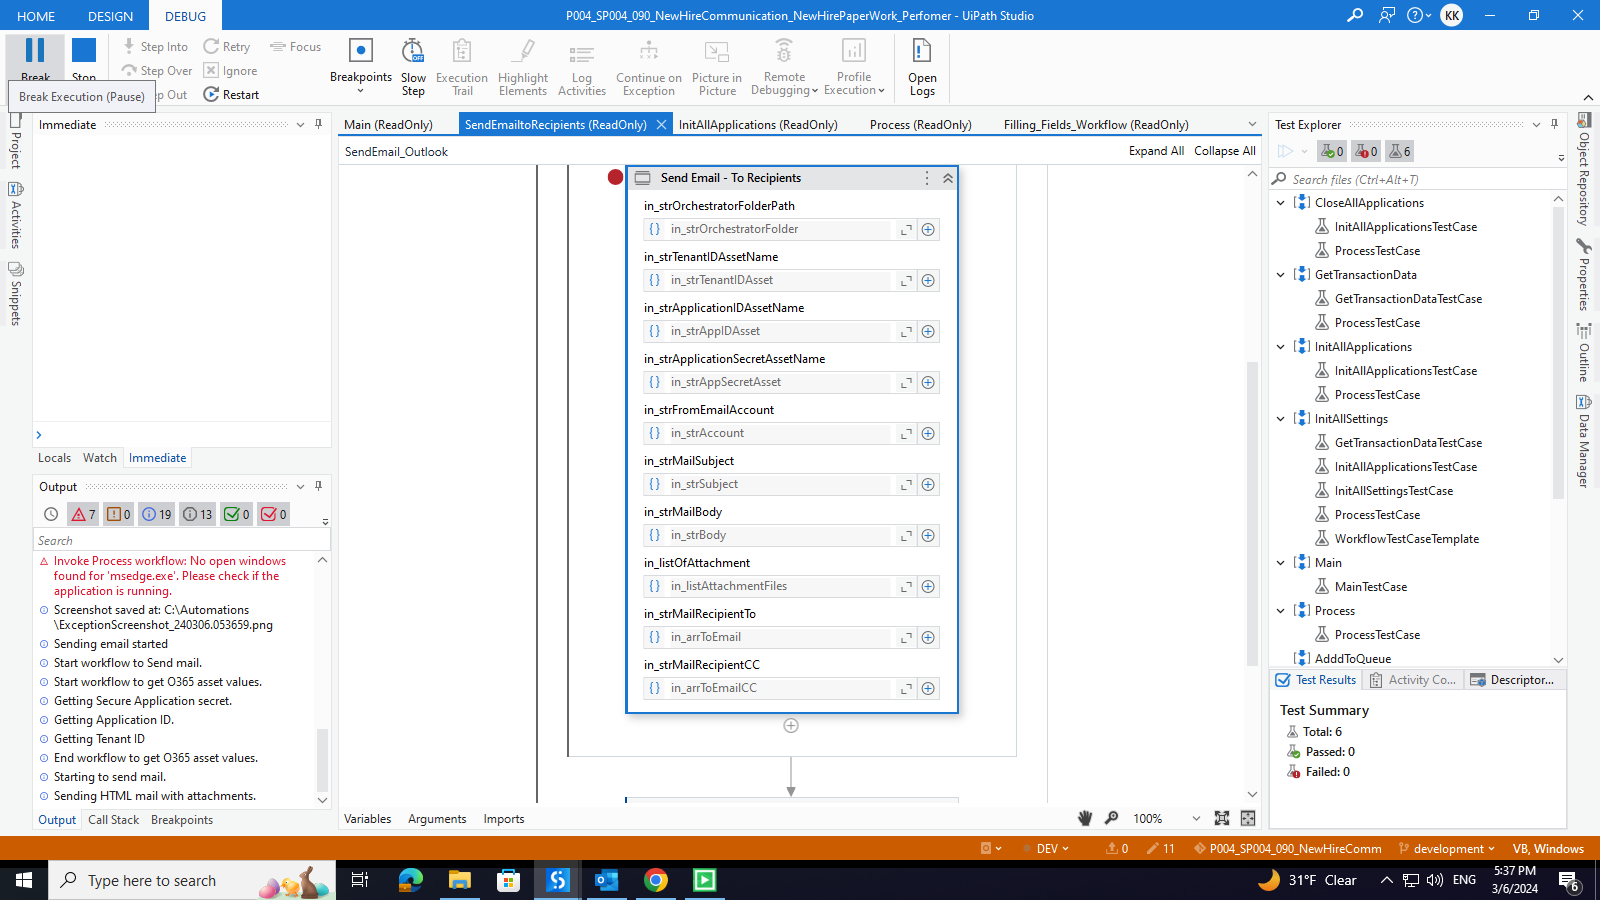 HOME DESIGN DEBUG
P004_SP004_090_NewHireCommunication_NewHirePaperWork_Perfomer - UiPath Studio
KK
Break
Stop
Step Into
Step Over
p Out
Retry
Ignore
Restart
Focus
Breakpoints
Slow Step
Execution Trail
Highlight Elements
Log Activities
Continue on Exception
Picture in Picture
Remote Debugging
Profile Execution
Open Logs
Break Execution (Pause)
Project
Activities
Snippets
Immediate
Locals Watch Immediate
Output
7 0 19 13 0 0
Search
Invoke Process workflow: No open windows
found for 'msedge.exe'. Please check if the
application is running.
Screenshot saved at: C:\Automations
\ExceptionScreenshot_240306.053659.png
Sending email started
Start workflow to Send mail.
Start workflow to get O365 asset values.
Getting Secure Application secret.
Getting Application ID.
Getting Tenant ID
End workflow to get O365 asset values.
Starting to send mail.
Sending HTML mail with attachments.
Output Call Stack Breakpoints
Main (ReadOnly) SendEmailtoRecipients (ReadOnly) InitAllApplications (ReadOnly) Process (ReadOnly) Filling_Fields_Workflow (ReadOnly)
SendEmail_Outlook
Expand All Collapse All
Send Email - To Recipients
in_strOrchestratorFolderPath
in_strOrchestratorFolder
in_strTenantIDAssetName
in_strTenantIDAsset
in_strApplicationIDAssetName
in_strAppIDAsset
in_strApplicationSecretAssetName
in_strAppSecretAsset
in_strFromEmailAccount
in_strAccount
in_strMailSubject
in_strSubject
in_strMailBody
in_strBody
in_listOfAttachment
in_listAttachmentFiles
in_strMailRecipientTo
in_arrToEmail
in_strMailRecipientCC
in_arrToEmailCC
Variables Arguments Imports
100%
Test Explorer
0 0 6
Search files (Ctrl+Alt+T)
CloseAllApplications
InitAllApplicationsTestCase
ProcessTestCase
GetTransactionData
GetTransactionDataTestCase
ProcessTestCase
InitAllApplications
InitAllApplicationsTestCase
ProcessTestCase
InitAllSettings
GetTransactionDataTestCase
InitAllApplicationsTestCase
InitAllSettingsTestCase
ProcessTestCase
WorkflowTestCaseTemplate
Main
MainTestCase
Process
ProcessTestCase
AdddToQueue
Test Results Activity Co... Descriptor...
Test Summary
Total: 6
Passed: 0
Failed: 0
Object Repository
Properties
Outline
Data Manager
DEV 0 11 P004_SP004_090_NewHireComm development VB, Windows
Type here to search
31°F Clear
ENG
5:37 PM
3/6/2024
6